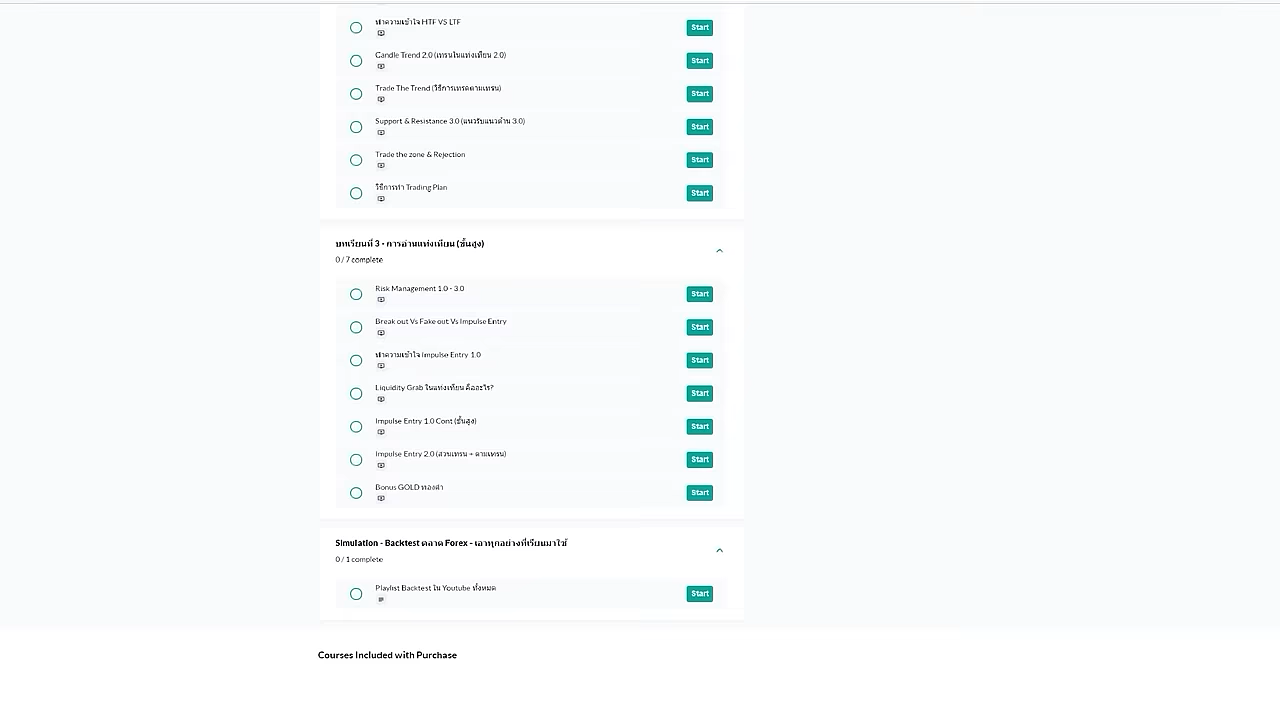 ทำความเข้าใจ HTF VS LTF
Start
Candle Trend 2.0 (เทรนในแท่งเทียน 2.0)
Start
Trade The Trend (วิธีการเทรดตามเทรน)
Start
Support & Resistance 3.0 (แนวรับแนวต้าน 3.0)
Start
Trade the zone & Rejection
Start
วิธีการทำ Trading Plan
Start
บทเรียนที่ 3 - การอ่านแท่งเทียน (ขั้นสูง)
0 / 7 complete
Risk Management 1.0 - 3.0
Start
Break out Vs Fake out Vs Impulse Entry
Start
ทำความเข้าใจ Impulse Entry 1.0
Start
Liquidity Grab ในแท่งเทียน คืออะไร?
Start
Impulse Entry 1.0 Cont (ขั้นสูง)
Start
Impulse Entry 2.0 (สวนเทรน + ตามเทรน)
Start
Bonus GOLD ทองคำ
Start
Simulation - Backtest ตลาด Forex - เอาทุกอย่างที่เรียนมาใช้
0 / 1 complete
Playlist Backtest ใน Youtube ทั้งหมด
Start
Courses Included with Purchase